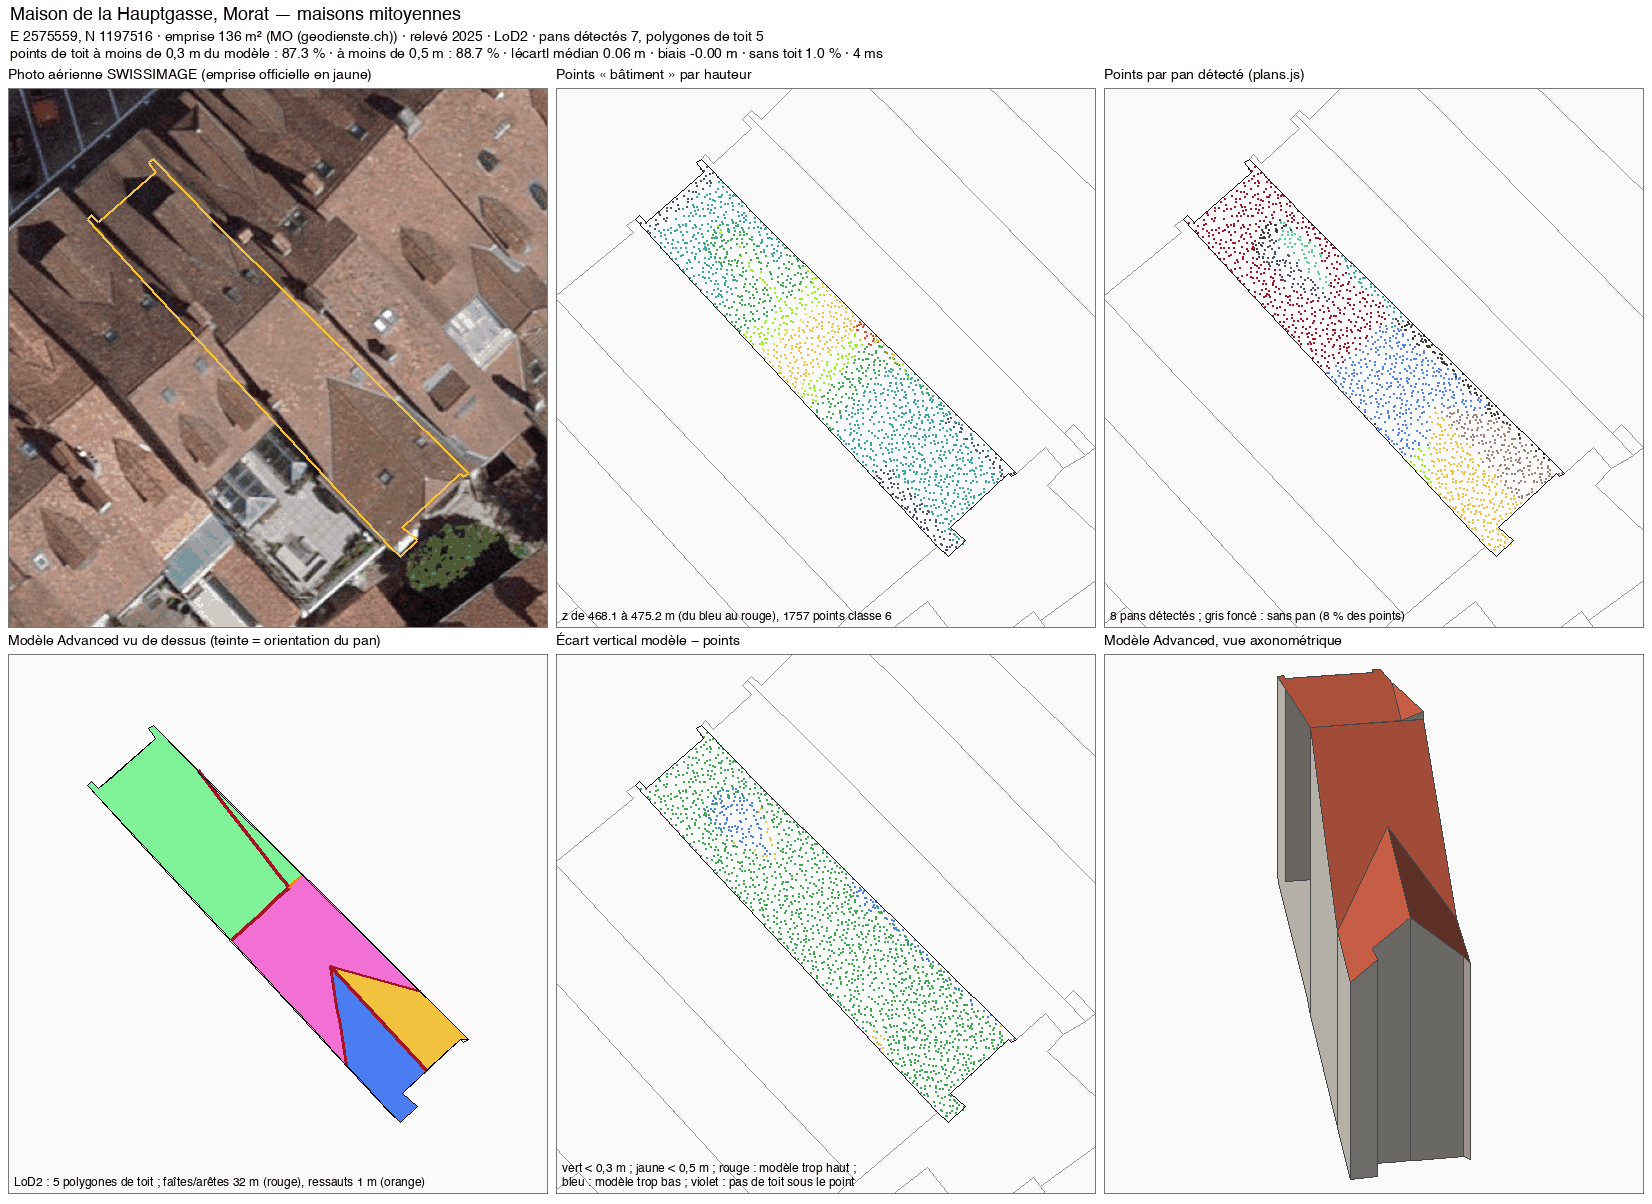 Maison de la Hauptgasse, Morat — maisons mitoyennes
E 2575559, N 1197516 · emprise 136 m² (MO (geodienste.ch)) · relevé 2025 · LoD2 · pans détectés 7, polygones de toit 5
points de toit à moins de 0,3 m du modèle : 87.3 % · à moins de 0,5 m : 88.7 % · lécartl médian 0.06 m · biais -0.00 m · sans toit 1.0 % · 4 ms
Photo aérienne SWISSIMAGE (emprise officielle en jaune)
Points « bâtiment » par hauteur
Points par pan détecté (plans.js)
z de 468.1 à 475.2 m (du bleu au rouge), 1757 points classe 6
8 pans détectés ; gris foncé : sans pan (8 % des points)
Modèle Advanced vu de dessus (teinte = orientation du pan)
Écart vertical modèle – points
Modèle Advanced, vue axonométrique
LoD2 : 5 polygones de toit ; faîtes/arêtes 32 m (rouge), ressauts 1 m (orange)
vert < 0,3 m ; jaune < 0,5 m ; rouge : modèle trop haut ;
bleu : modèle trop bas ; violet : pas de toit sous le point